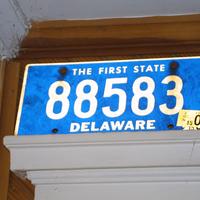 THE FIRST STATE
88583
DELAWARE